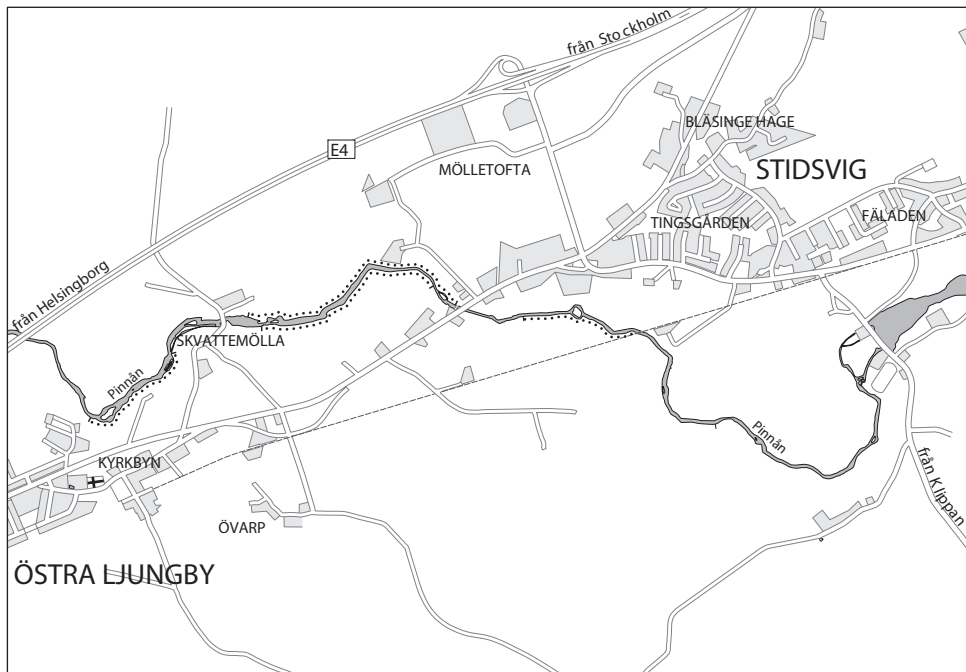 från Stockholm
BLÄSINGE HAGE
E4
STIDSVIG
MÖLLETOFTA
TINGSGÅRDEN
FÄLADEN
från Helsingborg
SKVATTEMÖLLA
Pinnån
Pinnån
KYRKBYN
från Klippan
ÖVARP
ÖSTRA LJUNGBY